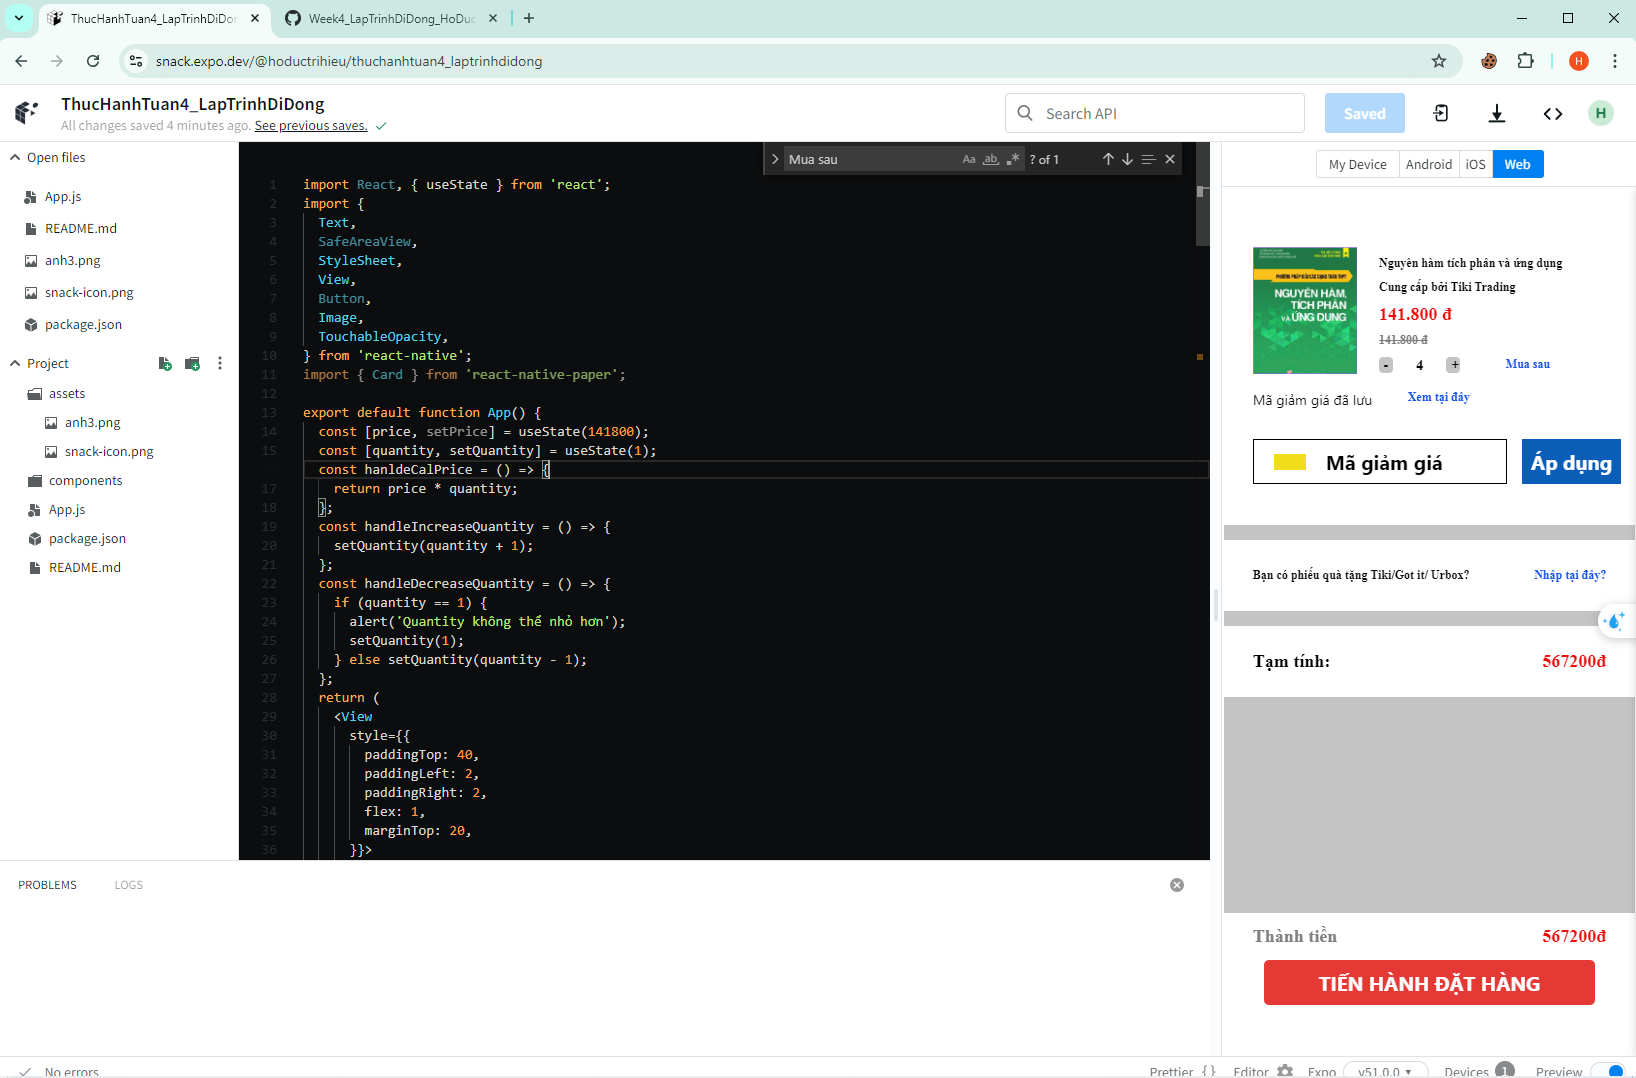 ThucHanhTuan4_LapTrinhDiDon
Week4_LapTrinhDiDong_HoDuc
snack.expo.dev/@hoductrihieu/thuchanhtuan4_laptrinhdidong
H
ThucHanhTuan4_LapTrinhDiDong
All changes saved 4 minutes ago. See previous saves.
Search API
Saved
H
Open files
App.js
README.md
anh3.png
snack-icon.png
package.json
Project
assets
anh3.png
snack-icon.png
components
App.js
package.json
README.md
Mua sau
Aa ab. .* ? of 1
1 import React, { useState } from 'react';
2 import {
3 Text,
4 SafeAreaView,
5 StyleSheet,
6 View,
7 Button,
8 Image,
9 TouchableOpacity,
10 } from 'react-native';
11 import { Card } from 'react-native-paper';
12
13 export default function App() {
14 const [price, setPrice] = useState(141800);
15 const [quantity, setQuantity] = useState(1);
const hanldeCalPrice = () => {
17 return price * quantity;
18 };
19 const handleIncreaseQuantity = () => {
20 setQuantity(quantity + 1);
21 };
22 const handleDecreaseQuantity = () => {
23 if (quantity == 1) {
24 alert('Quantity không thể nhỏ hơn');
25 setQuantity(1);
26 } else setQuantity(quantity - 1);
27 };
28 return (
29 <View
30 style={{
31 paddingTop: 40,
32 paddingLeft: 2,
33 paddingRight: 2,
34 flex: 1,
35 marginTop: 20,
36 }}>
PROBLEMS
LOGS
My Device
Android
iOS
Web
PHƯƠNG PHÁP GIẢI CÁC DẠNG TOÁN THPT
NGUYÊN HÀM,
TÍCH PHÂN
VÀ ỨNG DỤNG
Nguyên hàm tích phân và ứng dụng
Cung cấp bởi Tiki Trading
141.800 đ
141.800 đ
- 4 +
Mua sau
Mã giảm giá đã lưu
Xem tại đây
Mã giảm giá
Áp dụng
Bạn có phiếu quà tặng Tiki/Got it/ Urbox?
Nhập tại đây?
Tạm tính:
567200đ
Thành tiền
567200đ
TIẾN HÀNH ĐẶT HÀNG
No errors
Prettier { }
Editor
Expo
v51.0.0
Devices 1
Preview